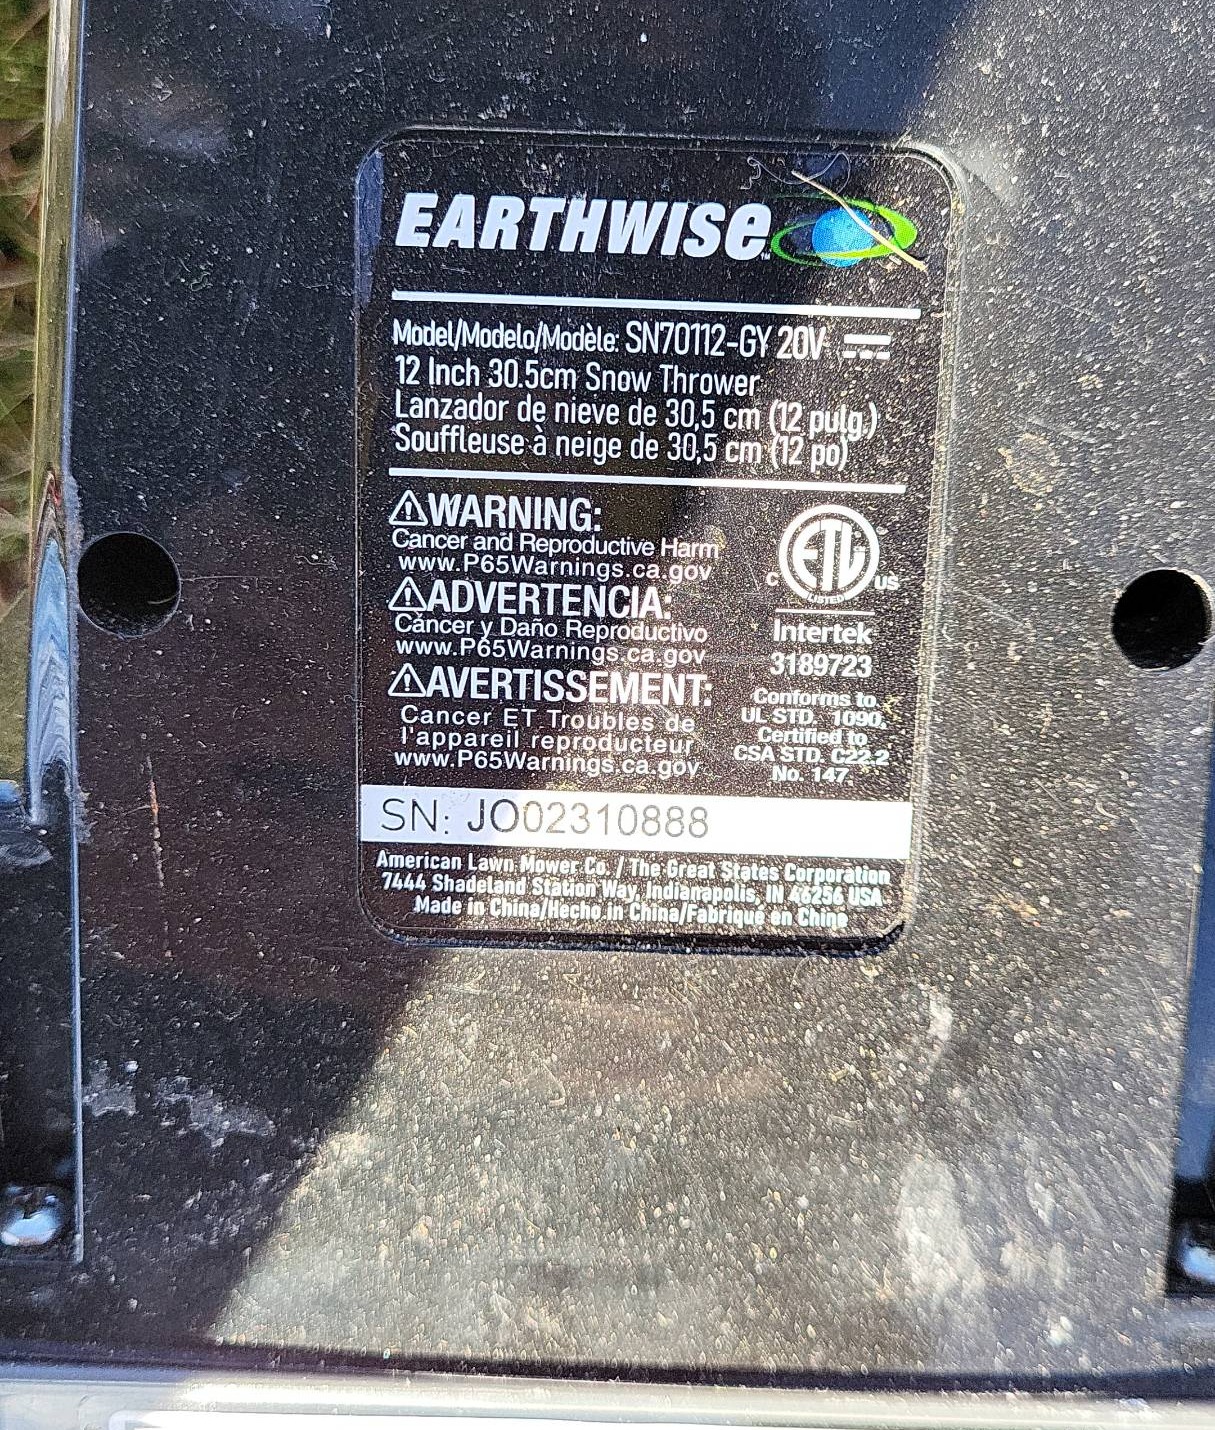 EARTHWISE™
Model/Modelo/Modèle: SN70112-GY 20V
12 Inch 30.5cm Snow Thrower
Lanzador de nieve de 30,5 cm (12 pulg.)
Souffleuse à neige de 30,5 cm (12 po)
⚠WARNING:
Cancer and Reproductive Harm
www.P65Warnings.ca.gov
⚠ADVERTENCIA:
Cáncer y Daño Reproductivo
www.P65Warnings.ca.gov
⚠AVERTISSEMENT:
Cancer ET Troubles de
l'appareil reproducteur
www.P65Warnings.ca.gov
ETL
C US
LISTED
Intertek
3189723
Conforms to
UL STD. 1090.
Certified to
CSA STD. C22.2
No. 147.
SN: JO02310888
American Lawn Mower Co. / The Great States Corporation
7444 Shadeland Station Way, Indianapolis, IN 46256 USA
Made in China/Hecho in China/Fabriqué en Chine